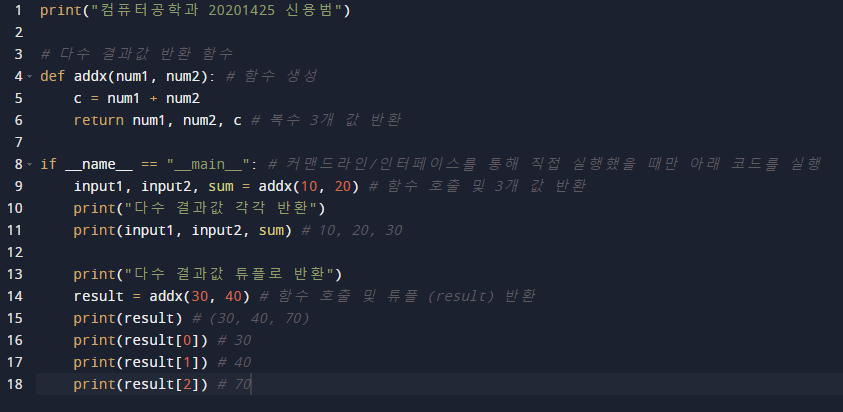 1 print("컴퓨터공학과 20201425 신용범")
2
3 # 다수 결과값 반환 함수
4 def addx(num1, num2): # 함수 생성
5     c = num1 + num2
6     return num1, num2, c # 복수 3개 값 반환
7
8 if __name__ == "__main__": # 커맨드라인/인터페이스를 통해 직접 실행했을 때만 아래 코드를 실행
9     input1, input2, sum = addx(10, 20) # 함수 호출 및 3개 값 반환
10     print("다수 결과값 각각 반환")
11     print(input1, input2, sum) # 10, 20, 30
12
13     print("다수 결과값 튜플로 반환")
14     result = addx(30, 40) # 함수 호출 및 튜플 (result) 반환
15     print(result) # (30, 40, 70)
16     print(result[0]) # 30
17     print(result[1]) # 40
18     print(result[2]) # 70